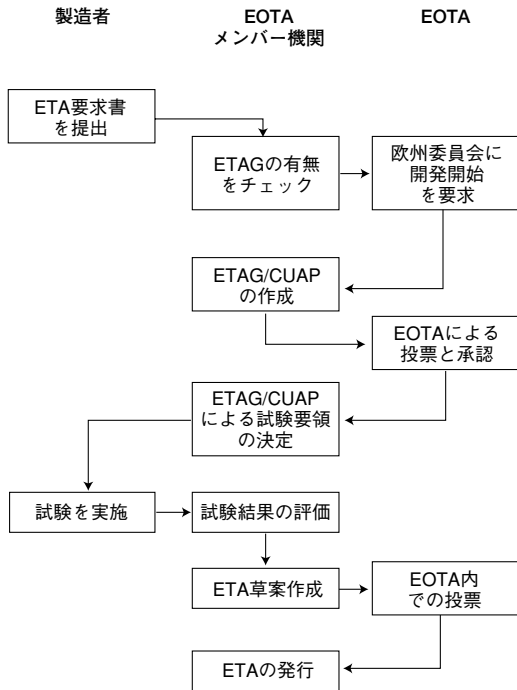 製造者
EOTA
メンバー機関
EOTA
ETA要求書
を提出
ETAGの有無
をチェック
欧州委員会に
開発開始
を要求
ETAG/CUAP
の作成
EOTAによる
投票と承認
ETAG/CUAP
による試験要領
の決定
試験を実施
試験結果の評価
ETA草案作成
EOTA内
での投票
ETAの発行